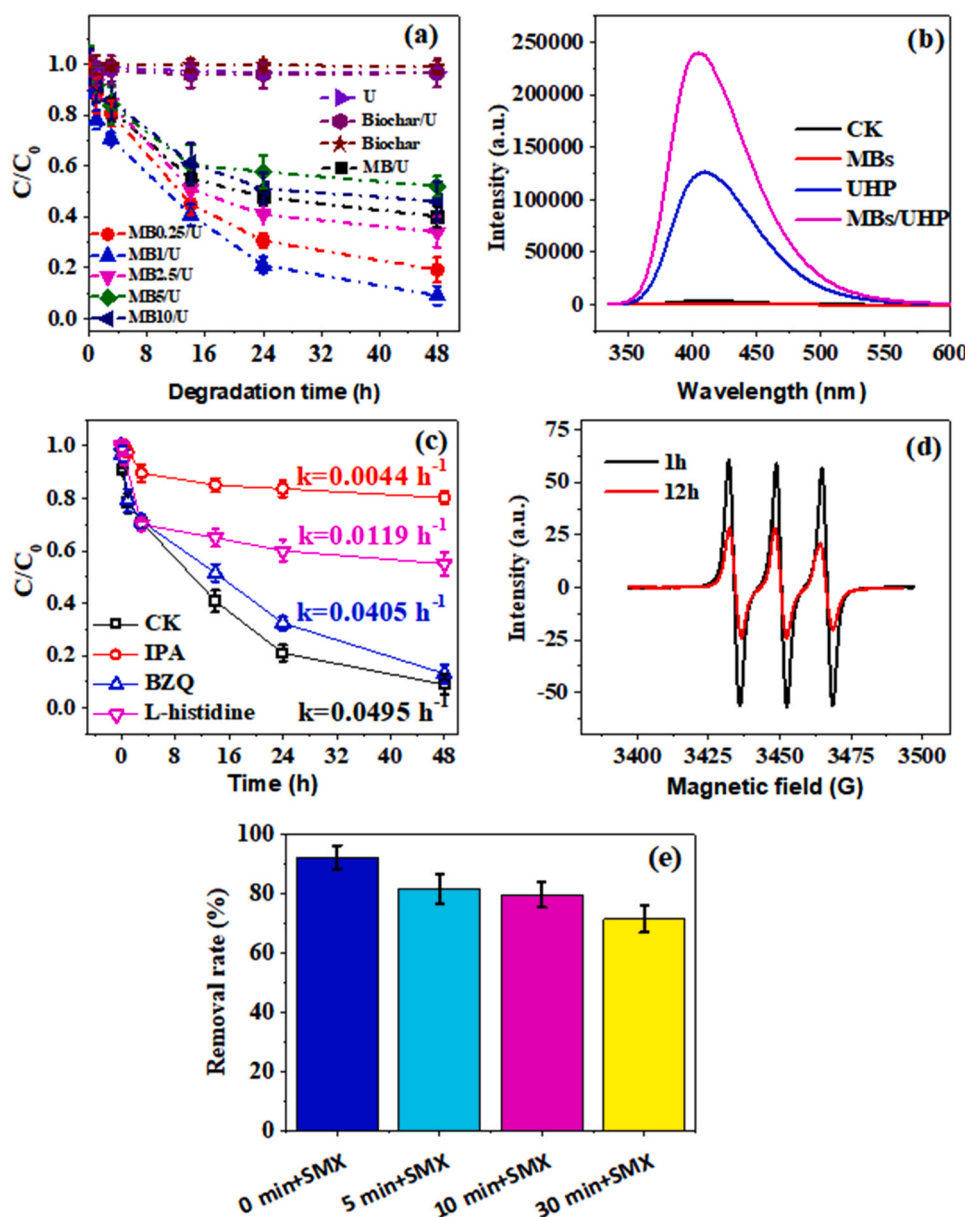 (a)
1.0
0.8
0.6
0.4
0.2
0.0
C/C0
U
Biochar/U
Biochar
MB/U
MB0.25/U
MB1/U
MB2.5/U
MB5/U
MB10/U
0 8 16 24 32 40 48
Degradation time (h)
(b)
250000
200000
150000
100000
50000
0
Intensity (a.u.)
CK
MBs
UHP
MBs/UHP
350 400 450 500 550 600
Wavelength (nm)
(c)
1.0
0.8
0.6
0.4
0.2
0.0
C/C0
k=0.0044 h-1
k=0.0119 h-1
k=0.0405 h-1
k=0.0495 h-1
CK
IPA
BZQ
L-histidine
0 8 16 24 32 40 48
Time (h)
(d)
75
50
25
0
-25
-50
Intensity (a.u.)
1h
12h
3400 3425 3450 3475 3500
Magnetic field (G)
(e)
100
80
60
40
20
0
Removal rate (%)
0 min+SMX
5 min+SMX
10 min+SMX
30 min+SMX